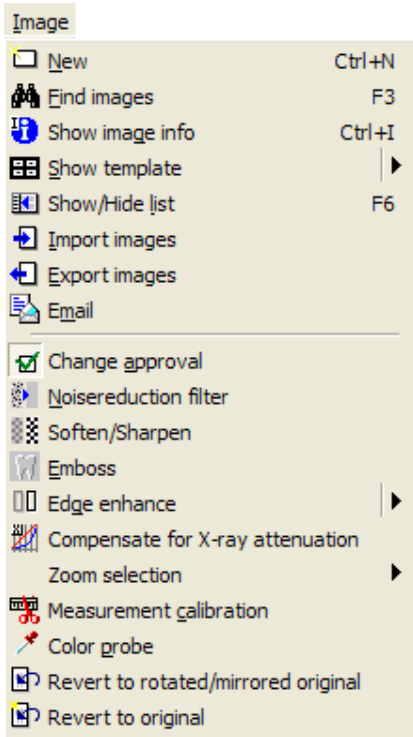 Image
New Ctrl+N
Find images F3
Show image info Ctrl+I
Show template
Show/Hide list F6
Import images
Export images
Email
Change approval
Noisereduction filter
Soften/Sharpen
Emboss
Edge enhance
Compensate for X-ray attenuation
Zoom selection
Measurement calibration
Color probe
Revert to rotated/mirrored original
Revert to original